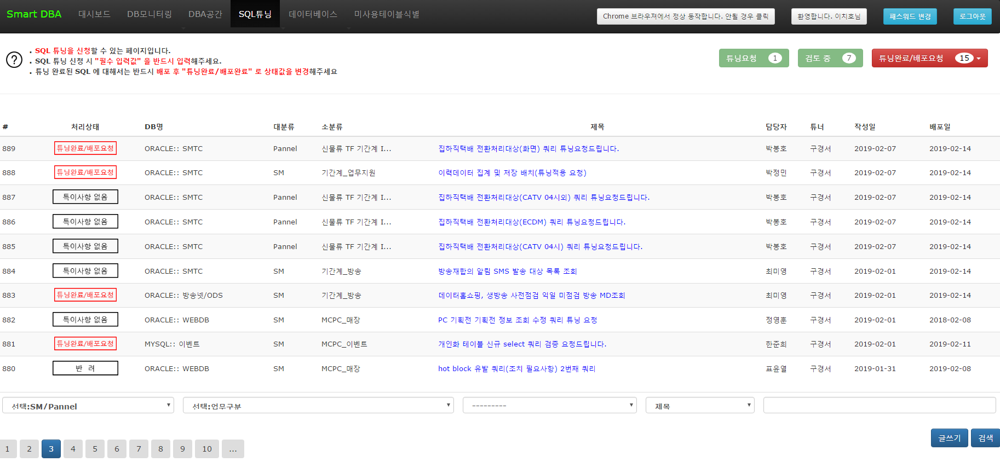 Smart DBA 대시보드 DB모니터링 DBA공간 SQL튜닝 데이터베이스 미사용테이블식별 Chrome 브라우져에서 정상 동작합니다. 안될 경우 클릭 환영합니다. 이치호님 패스워드 변경 로그아웃
. SQL 튜닝을 신청할 수 있는 페이지입니다.
. SQL 튜닝 신청 시 "필수 입력값" 을 반드시 입력해주세요.
. 튜닝 완료된 SQL 에 대해서는 반드시 배포 후 "튜닝완료/배포완료" 로 상태값을 변경해주세요
튜닝요청 1 검토 중 7 튜닝완료/배포요청 15
# 처리상태 DB명 대분류 소분류 제목 담당자 튜너 작성일 배포일
889 튜닝완료/배포요청 ORACLE:: SMTC Pannel 신물류 TF 기간계 I... 집하직택배 전환처리대상(화면) 쿼리 튜닝요청드립니다. 박봉호 구경서 2019-02-07 2019-02-14
888 튜닝완료/배포요청 ORACLE:: SMTC SM 기간계_업무지원 이력데이터 집계 및 저장 배치(튜닝적용 요청) 박정민 구경서 2019-02-07 2019-02-14
887 특이사항 없음 ORACLE:: SMTC Pannel 신물류 TF 기간계 I... 집하직택배 전환처리대상(CATV 04시외) 쿼리 튜닝요청드립니다. 박봉호 구경서 2019-02-07 2019-02-14
886 특이사항 없음 ORACLE:: SMTC Pannel 신물류 TF 기간계 I... 집하직택배 전환처리대상(ECDM) 쿼리 튜닝요청드립니다. 박봉호 구경서 2019-02-07 2019-02-14
885 특이사항 없음 ORACLE:: SMTC Pannel 신물류 TF 기간계 I... 집하직택배 전환처리대상(CATV 04시) 쿼리 튜닝요청드립니다. 박봉호 구경서 2019-02-07 2019-02-14
884 특이사항 없음 ORACLE:: SMTC SM 기간계_방송 방송재합의 알림 SMS 발송 대상 목록 조회 최미영 구경서 2019-02-01 2019-02-14
883 튜닝완료/배포요청 ORACLE:: 방송넷/ODS SM 기간계_방송 데이터홈쇼핑, 생방송 사전점검 익일 미점검 방송 MD조회 최미영 구경서 2019-02-01 2019-02-14
882 특이사항 없음 ORACLE:: WEBDB SM MCPC_매장 PC 기획전 기획전 정보 조회 수정 쿼리 튜닝 요청 정영훈 구경서 2019-02-01 2018-02-08
881 튜닝완료/배포요청 MYSQL:: 이벤트 SM MCPC_이벤트 개인화 테이블 신규 select 쿼리 검증 요청드립니다. 한준희 구경서 2019-02-01 2019-02-11
880 반 려 ORACLE:: WEBDB SM MCPC_매장 hot block 유발 쿼리(조치 필요사항) 2번째 쿼리 표윤열 구경서 2019-01-31 2019-02-08
선택:SM/Pannel 선택:업무구분 --------- 제목
글쓰기 검색
1 2 3 4 5 6 7 8 9 10 ...